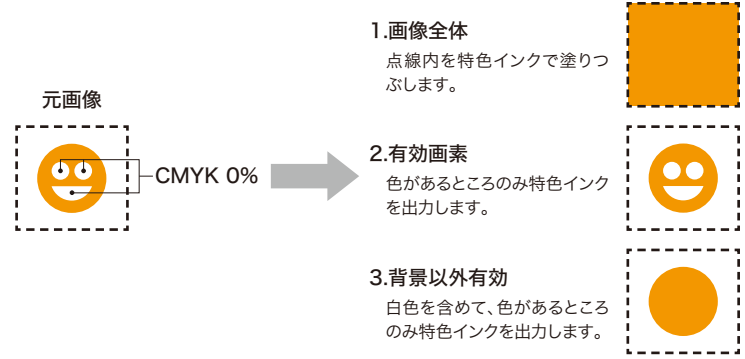 元画像
CMYK 0%
1.画像全体
点線内を特色インクで塗りつ
ぶします。
2.有効画素
色があるところのみ特色インク
を出力します。
3.背景以外有効
白色を含めて、色があるところ
のみ特色インクを出力します。